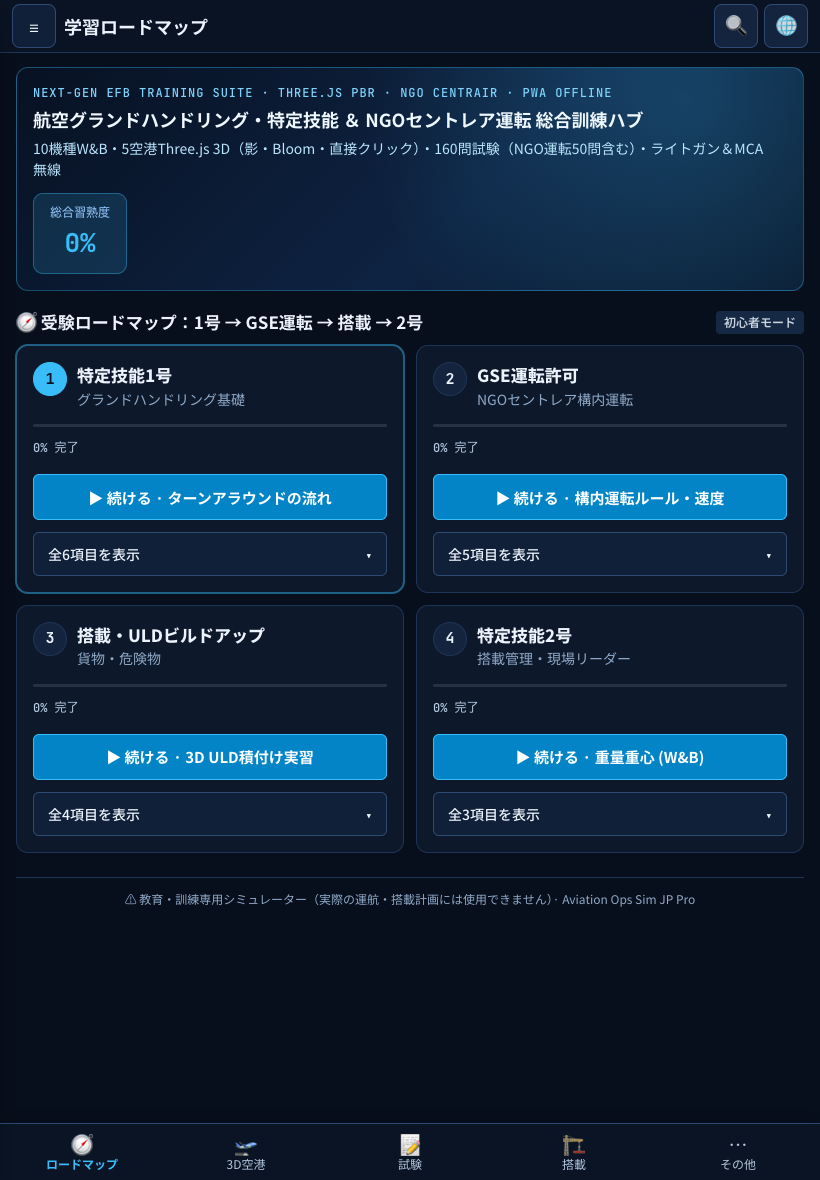 ≡ 学習ロードマップ
NEXT-GEN EFB TRAINING SUITE · THREE.JS PBR · NGO CENTRAIR · PWA OFFLINE
航空グランドハンドリング・特定技能 ＆ NGOセントレア運転 総合訓練ハブ
10機種W&B・5空港Three.js 3D（影・Bloom・直接クリック）・160問試験（NGO運転50問含む）・ライトガン＆MCA
無線
総合習熟度
0%
受験ロードマップ：1号 → GSE運転 → 搭載 → 2号
初心者モード
1
特定技能1号
グランドハンドリング基礎
0% 完了
▶ 続ける · ターンアラウンドの流れ
全6項目を表示 ▾
2
GSE運転許可
NGOセントレア構内運転
0% 完了
▶ 続ける · 構内運転ルール・速度
全5項目を表示 ▾
3
搭載・ULDビルドアップ
貨物・危険物
0% 完了
▶ 続ける · 3D ULD積付け実習
全4項目を表示 ▾
4
特定技能2号
搭載管理・現場リーダー
0% 完了
▶ 続ける · 重量重心 (W&B)
全3項目を表示 ▾
⚠ 教育・訓練専用シミュレーター（実際の運航・搭載計画には使用できません）· Aviation Ops Sim JP Pro
ロードマップ
3D空港
試験
搭載
⋯
その他